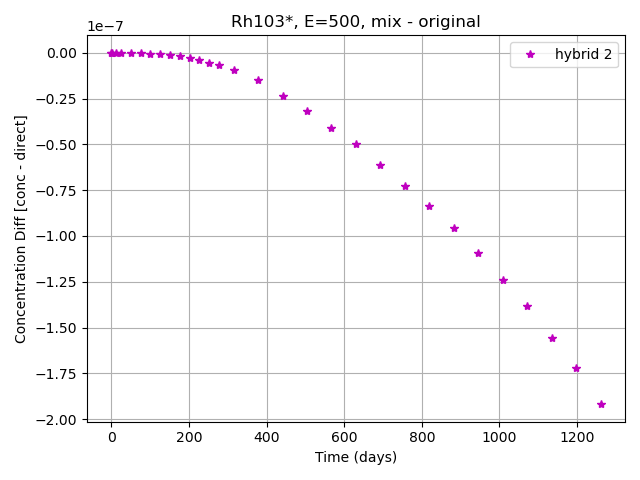 Rh103*, E=500, mix - original
1e−7
hybrid 2
0.00
−0.25
−0.50
−0.75
−1.00
−1.25
−1.50
−1.75
−2.00
Concentration Diff [conc - direct]
0 200 400 600 800 1000 1200
Time (days)